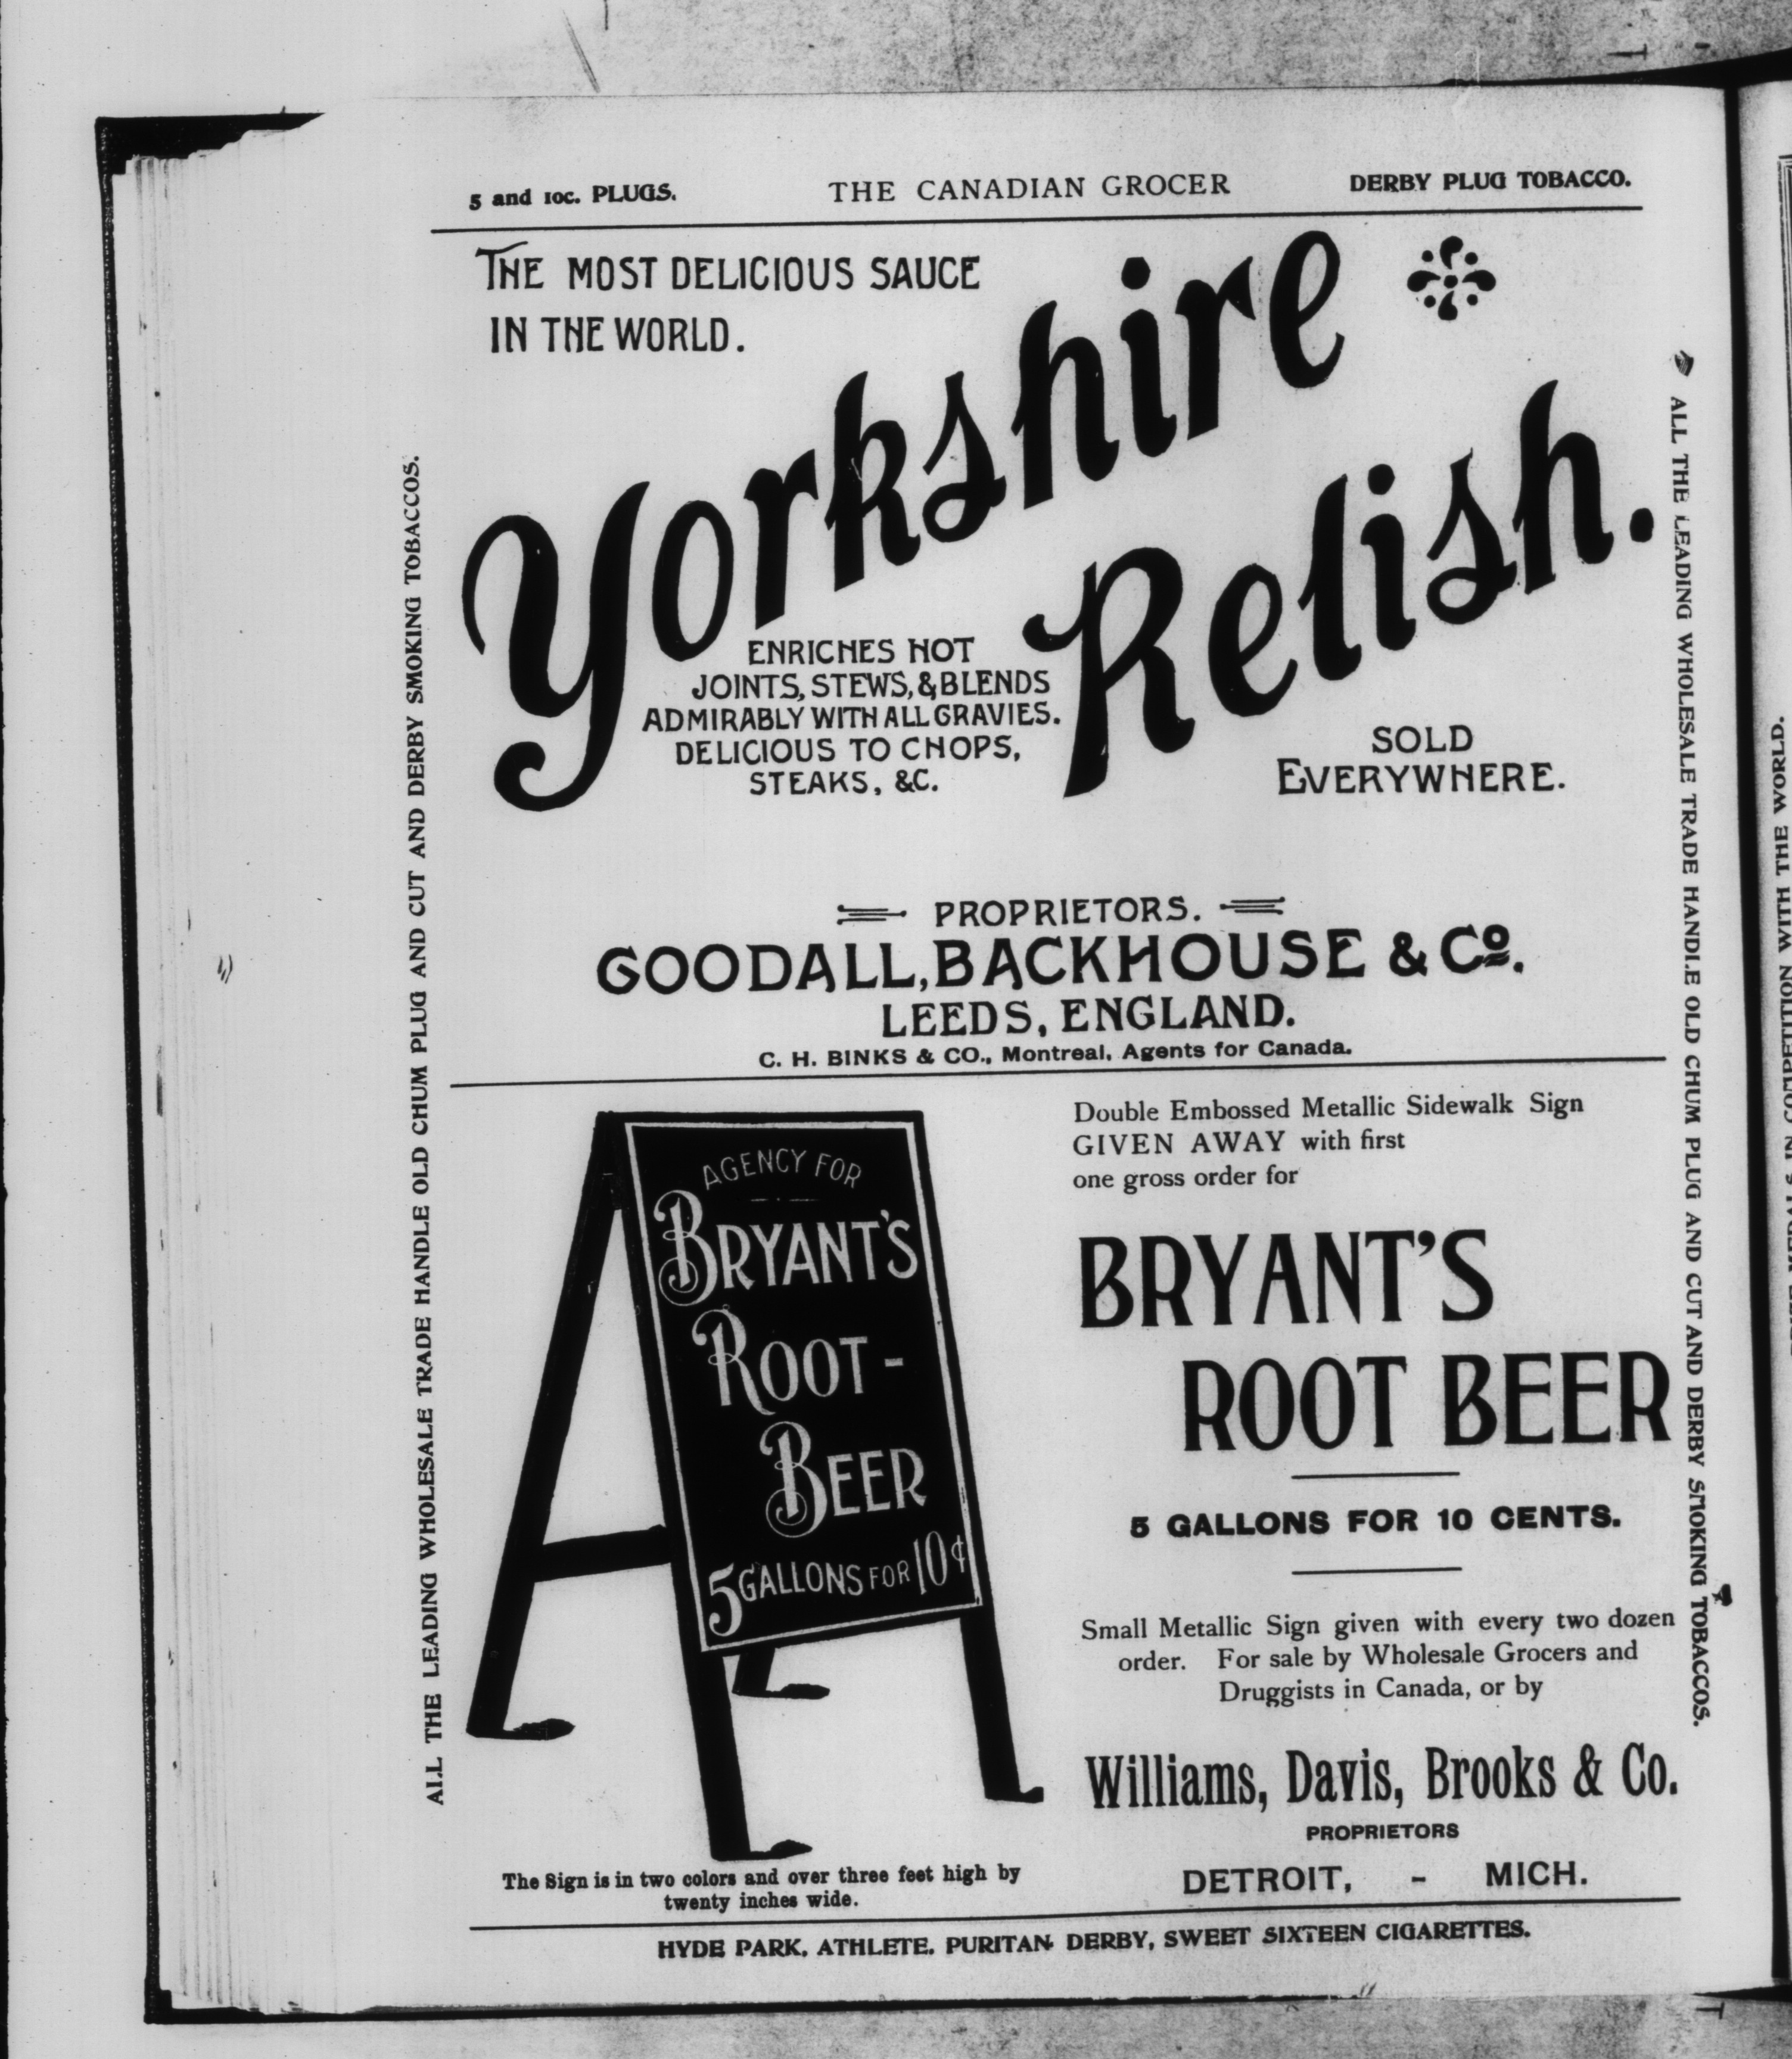 5 and 10c. PLUGS.
THE CANADIAN GROCER
DERBY PLUG TOBACCO.
THE MOST DELICIOUS SAUCE
IN THE WORLD.
Yorkshire
Relish.
ENRICHES HOT
JOINTS, STEWS, & BLENDS
ADMIRABLY WITH ALL GRAVIES.
DELICIOUS TO CHOPS,
STEAKS, &C.
SOLD
EVERYWHERE.
PROPRIETORS.
GOODALL, BACKHOUSE & Co.
LEEDS, ENGLAND.
C. H. BINKS & CO., Montreal, Agents for Canada.
ALL THE LEADING WHOLESALE TRADE HANDLE OLD CHUM PLUG AND CUT AND DERBY SMOKING TOBACCOS.
AGENCY FOR
BRYANT'S
ROOT-
BEER
5 GALLONS FOR 10¢
The Sign is in two colors and over three feet high by
twenty inches wide.
Double Embossed Metallic Sidewalk Sign
GIVEN AWAY with first
one gross order for
BRYANT'S
ROOT BEER
5 GALLONS FOR 10 CENTS.
Small Metallic Sign given with every two dozen
order. For sale by Wholesale Grocers and
Druggists in Canada, or by
Williams, Davis, Brooks & Co.
PROPRIETORS
DETROIT, - MICH.
ALL THE LEADING WHOLESALE TRADE HANDLE OLD CHUM PLUG AND CUT AND DERBY SMOKING TOBACCOS.
HYDE PARK, ATHLETE, PURITAN, DERBY, SWEET SIXTEEN CIGARETTES.
IN COMPETITION WITH THE WORLD.